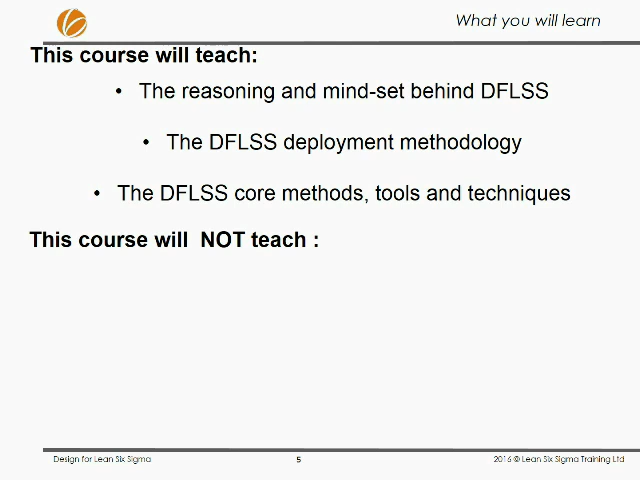 What you will learn
This course will teach:
• The reasoning and mind-set behind DFLSS
• The DFLSS deployment methodology
• The DFLSS core methods, tools and techniques
This course will NOT teach :
Design for Lean Six Sigma 5 2016 © Lean Six Sigma Training Ltd